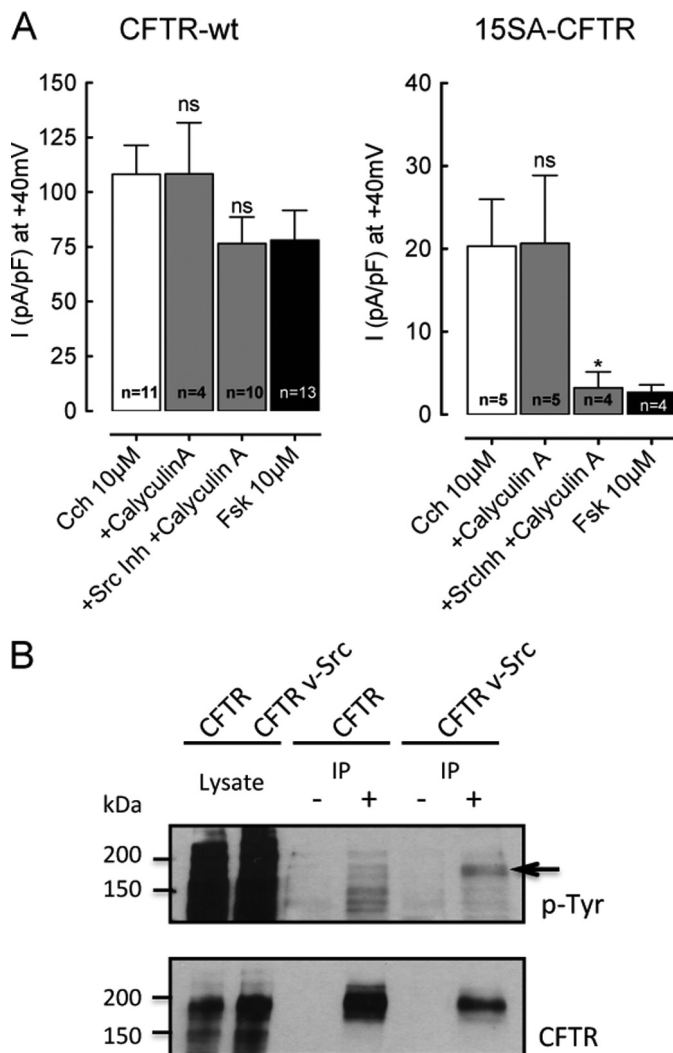 A
CFTR-wt
15SA-CFTR
I (pA/pF) at +40mV
150
125
100
75
50
25
0
ns
ns
n=11
n=4
n=10
n=13
Cch 10µM
+CalyculinA
+Src Inh +Calyculin A
Fsk 10µM
I (pA/pF) at +40mV
40
30
20
10
0
ns
*
n=5
n=5
n=4
n=4
Cch 10µM
+Calyculin A
+SrcInh +Calyculin A
Fsk 10µM
B
CFTR
CFTR v-Src
CFTR
CFTR v-Src
Lysate
IP
IP
kDa
- +
- +
200
150
p-Tyr
200
150
CFTR